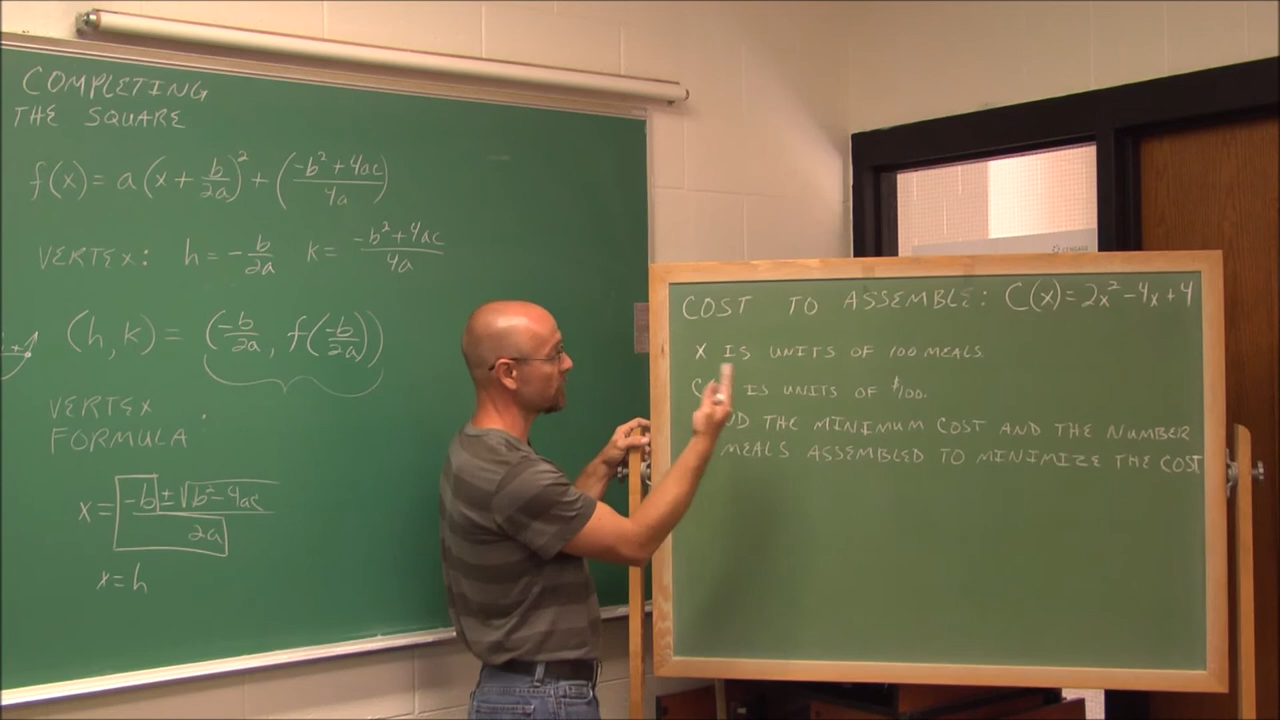 COMPLETING
THE SQUARE
f(x) = a(x + b/2a)² + (-b² + 4ac / 4a)
VERTEX: h = -b/2a k = -b² + 4ac / 4a
(h, k) = (-b/2a, f(-b/2a))
VERTEX
FORMULA:
x = -b ± √b² - 4ac / 2a
x = h
CENGAGE
COST TO ASSEMBLE: C(x) = 2x² - 4x + 4
X IS UNITS OF 100 MEALS.
C IS UNITS OF $100.
THE MINIMUM COST AND THE NUMBER
MEALS ASSEMBLED TO MINIMIZE THE COST